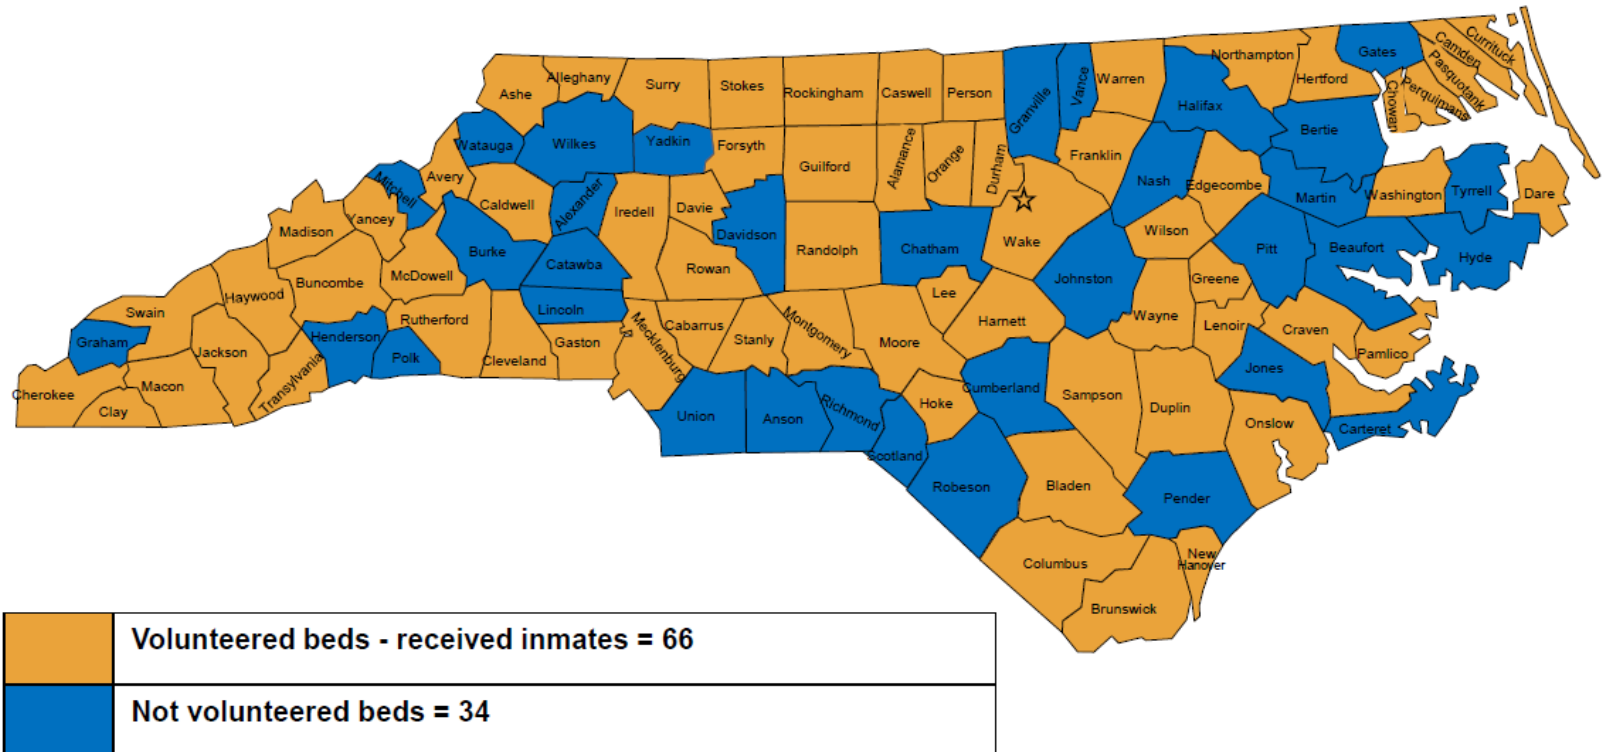 Ashe
Alleghany
Surry
Stokes
Rockingham
Caswell
Person
Granville
Vance
Warren
Northampton
Hertford
Gates
Camden
Currituck
Pasquotank
Perquimans
Chowan
Halifax
Bertie
Watauga
Wilkes
Yadkin
Forsyth
Guilford
Alamance
Orange
Durham
Franklin
Nash
Edgecombe
Martin
Washington
Tyrrell
Dare
Mitchell
Avery
Caldwell
Alexander
Iredell
Davie
Davidson
Randolph
Chatham
Wake
Wilson
Pitt
Beaufort
Hyde
Madison
Yancey
Burke
Catawba
Rowan
McDowell
Buncombe
Haywood
Johnston
Greene
Lee
Swain
Rutherford
Lincoln
Mecklenburg
Cabarrus
Stanly
Montgomery
Moore
Harnett
Wayne
Lenoir
Craven
Pamlico
Graham
Jackson
Henderson
Polk
Cleveland
Gaston
Cherokee
Macon
Clay
Transylvania
Union
Anson
Richmond
Scotland
Hoke
Cumberland
Sampson
Duplin
Jones
Onslow
Carteret
Robeson
Bladen
Pender
Columbus
New
Hanover
Brunswick
Volunteered beds - received inmates = 66
Not volunteered beds = 34